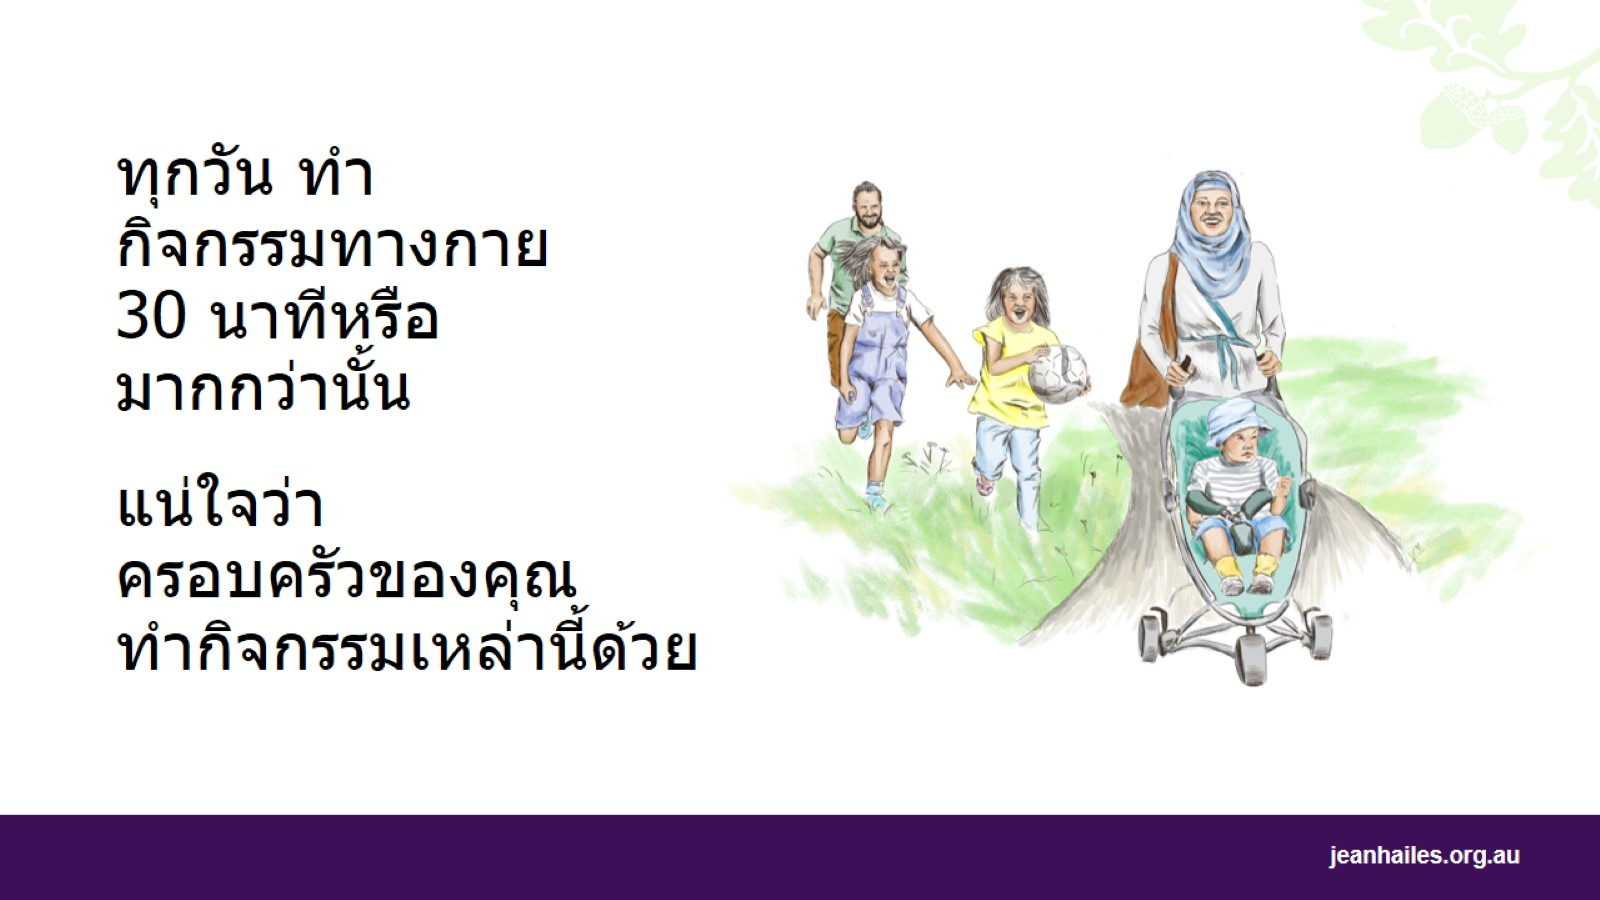 ทุกวัน ทำ
กิจกรรมทางกาย
30 นาทีหรือ
มากกว่านั้น
แน่ใจว่า
ครอบครัวของคุณ
ทำกิจกรรมเหล่านี้ด้วย
jeanhailes.org.au